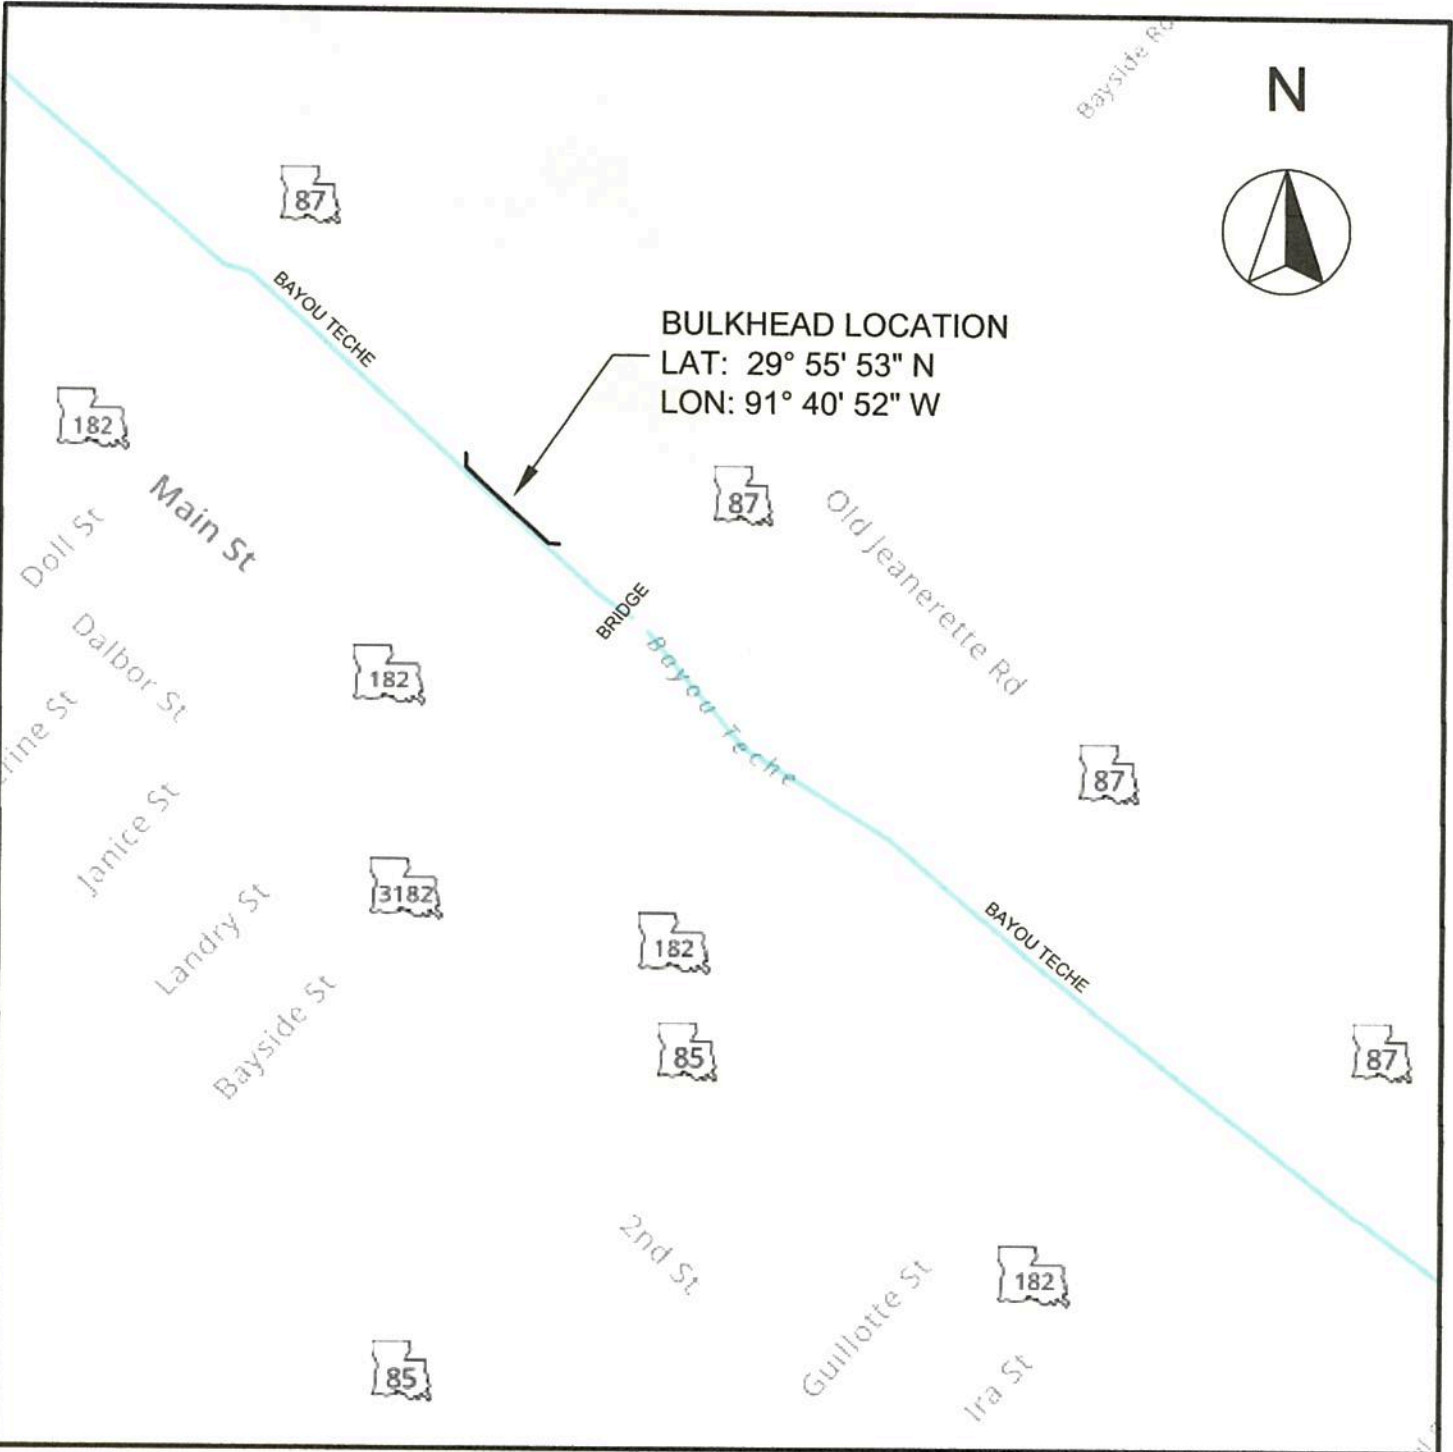 Bayside Rd
N
87
BAYOU TECHE
BULKHEAD LOCATION
LAT: 29° 55' 53" N
LON: 91° 40' 52" W
182
Main St
87
Old Jeanerette Rd
Doll St
BRIDGE
Dalbor St
182
Bayou Teche
87
Janice St
3182
Landry St
182
BAYOU TECHE
Bayside St
85
87
2nd St
182
Guillotte St
85
Ira St